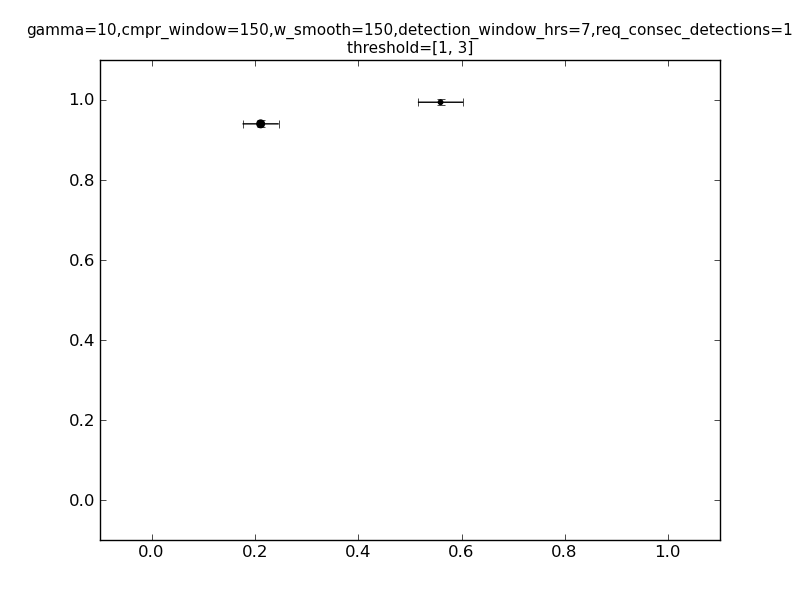 gamma=10,cmpr_window=150,w_smooth=150,detection_window_hrs=7,req_consec_detections=1
threshold=[1, 3]
1.0
0.8
0.6
0.4
0.2
0.0
0.0 0.2 0.4 0.6 0.8 1.0